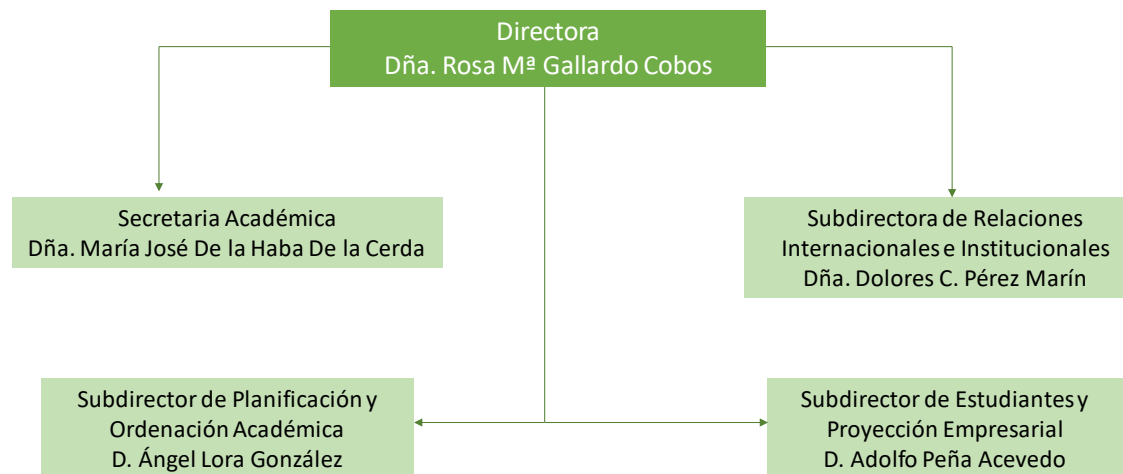 Directora
Dña. Rosa Mª Gallardo Cobos
Secretaria Académica
Dña. María José De la Haba De la Cerda
Subdirectora de Relaciones
Internacionales e Institucionales
Dña. Dolores C. Pérez Marín
Subdirector de Planificación y
Ordenación Académica
D. Ángel Lora González
Subdirector de Estudiantes y
Proyección Empresarial
D. Adolfo Peña Acevedo